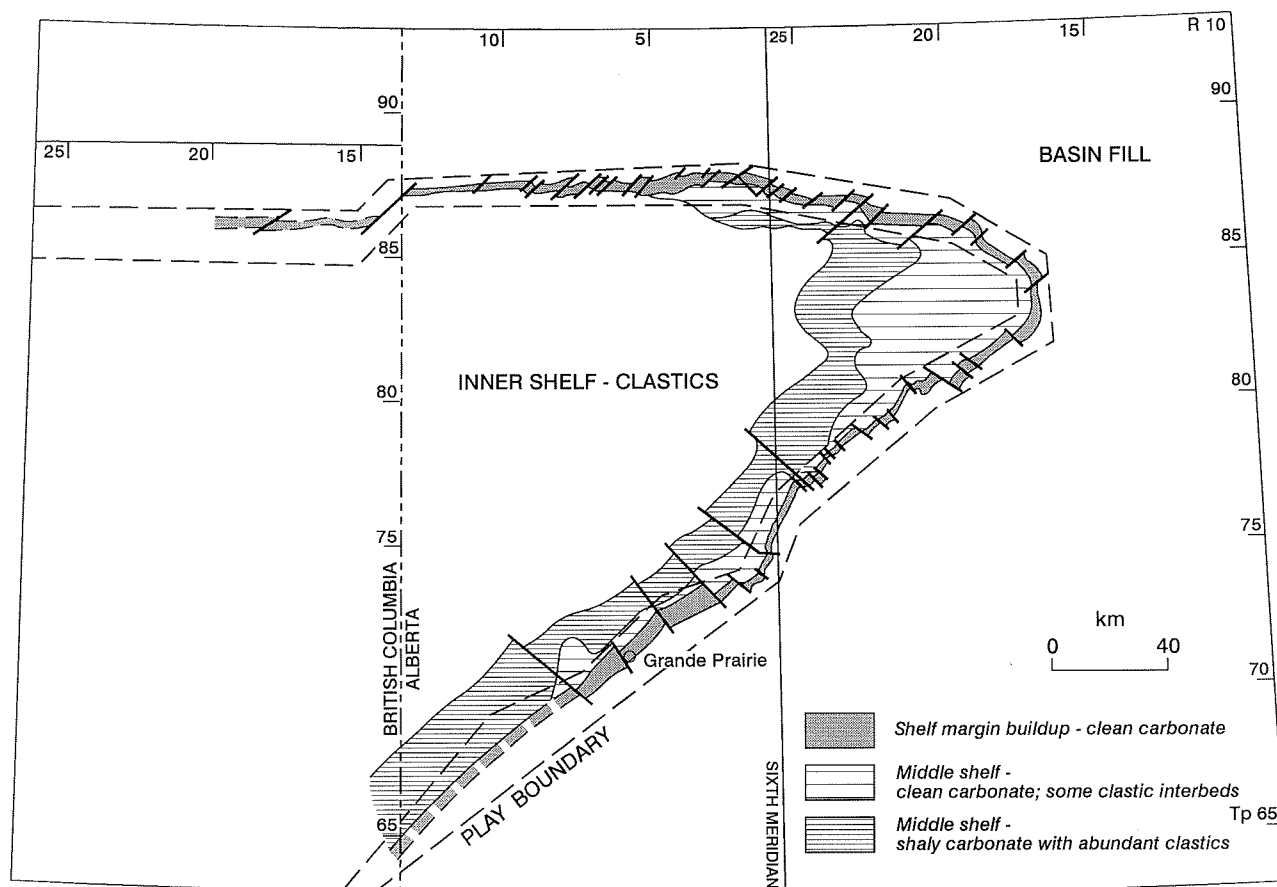 10 5 25 20 15 R 10
90 90
25 20 15
BASIN FILL
85 85
INNER SHELF - CLASTICS
80 80
75 75
BRITISH COLUMBIA
ALBERTA
km
0 40
Grande Prairie
70
PLAY BOUNDARY
SIXTH MERIDIAN
Shelf margin buildup - clean carbonate
Middle shelf -
clean carbonate; some clastic interbeds
Middle shelf -
shaly carbonate with abundant clastics
65 Tp 65